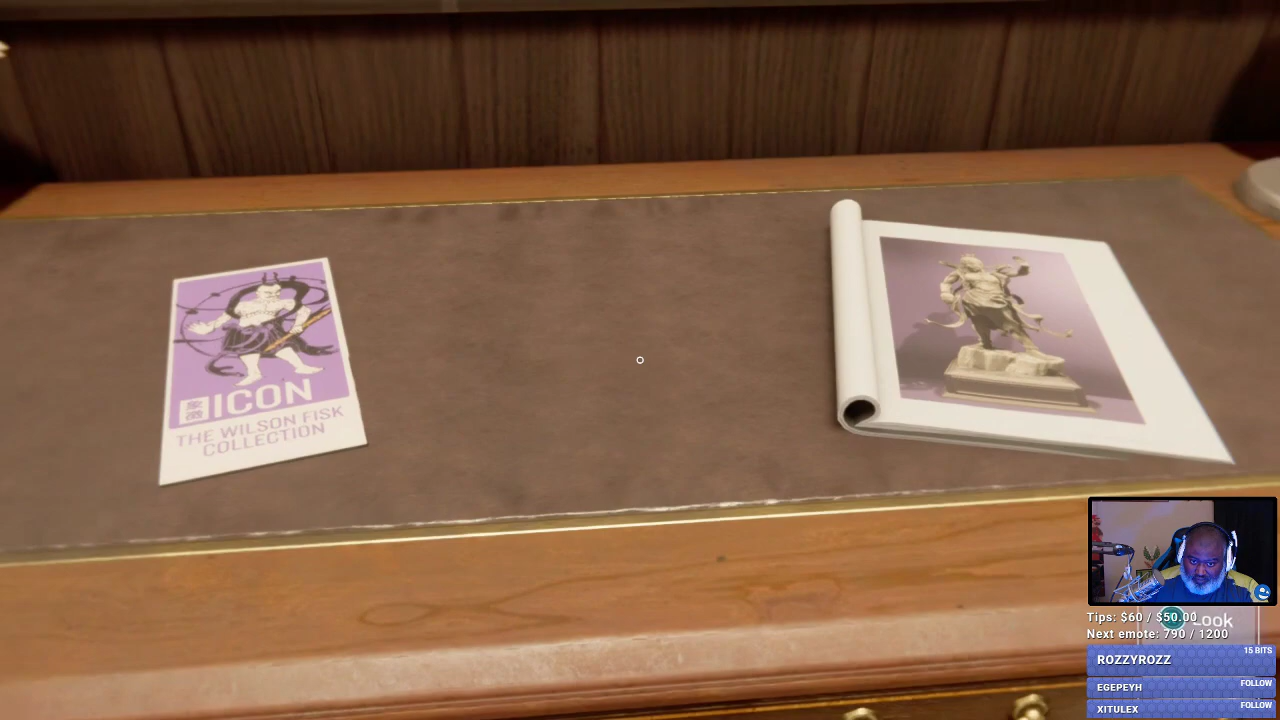 ICON
THE WILSON FISK
COLLECTION
Look
Tips: $60 / $50.00
Next emote: 790 / 1200
15 BITS
ROZZYROZZ
FOLLOW
EGEPEYH
FOLLOW
XITULEX